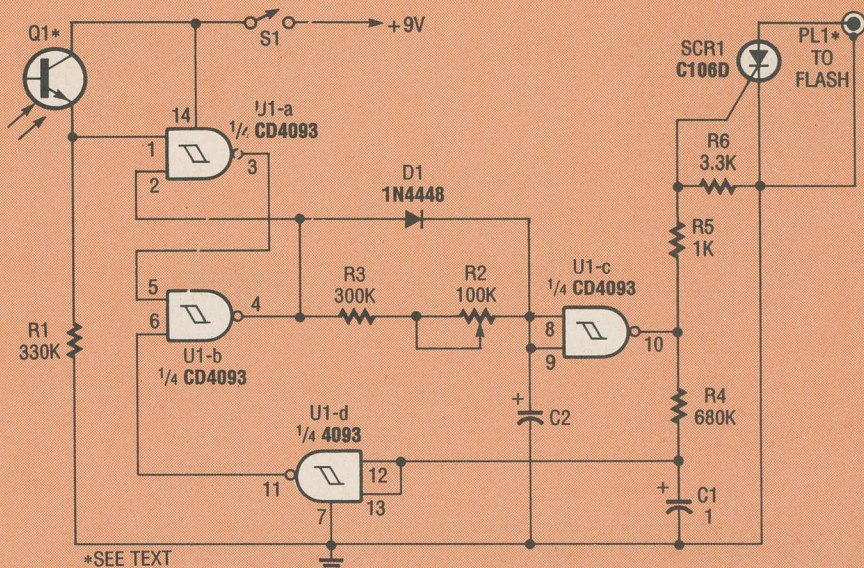 Q1*
S1
+9V
SCR1
C106D
PL1*
TO
FLASH
14
U1-a
1/4 CD4093
1
2
3
D1
1N4448
R6
3.3K
R5
1K
5
6
4
U1-b
1/4 CD4093
R3
300K
R2
100K
U1-c
1/4 CD4093
8
9
10
R1
330K
U1-d
1/4 4093
11
12
13
7
+
C2
R4
680K
+
C1
1
*SEE TEXT